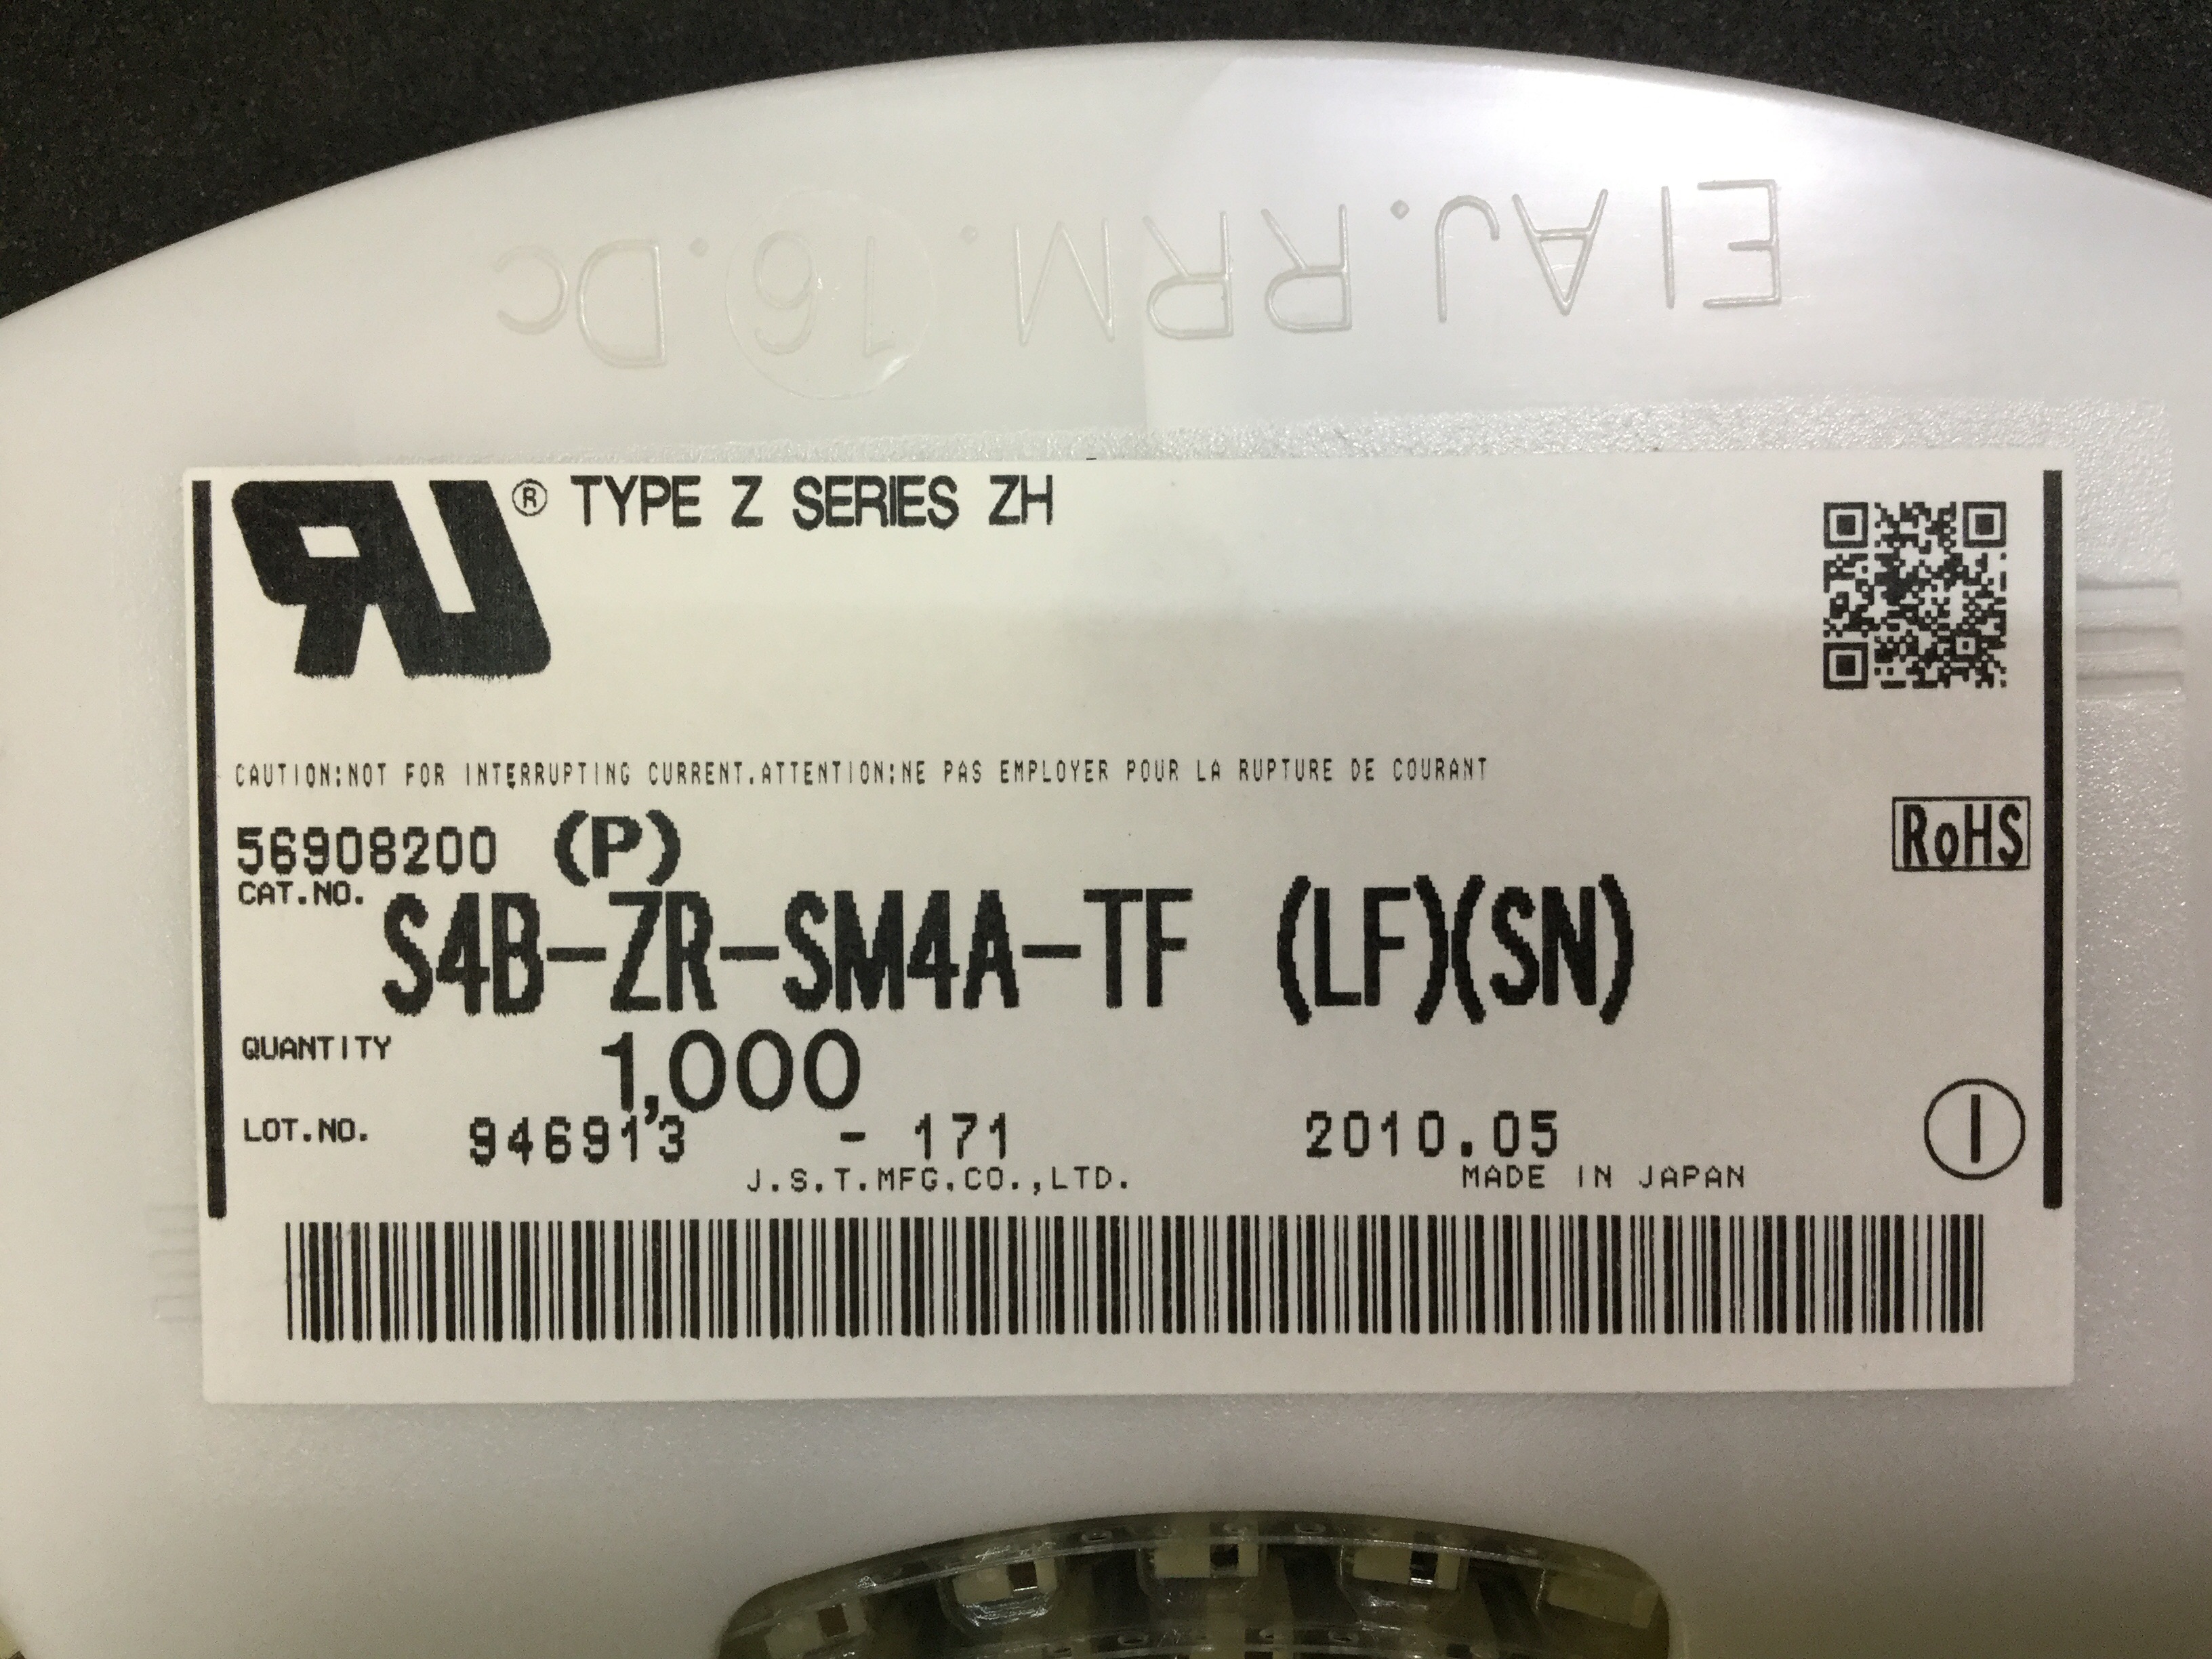 EIAJ.RRM.16.Dc
RU® TYPE Z SERIES ZH
CAUTION:NOT FOR INTERRUPTING CURRENT.ATTENTION:NE PAS EMPLOYER POUR LA RUPTURE DE COURANT
56908200 (P)
RoHS
CAT.NO.
S4B-ZR-SM4A-TF (LF)(SN)
QUANTITY 1,000
LOT.NO. 946913 - 171 2010.05
J.S.T.MFG.CO.,LTD. MADE IN JAPAN